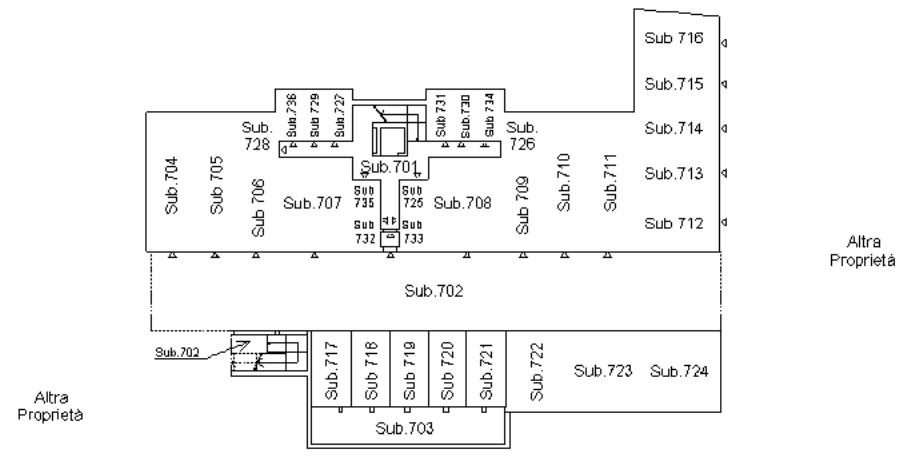 Sub 716
Sub.715
Sub.714
Sub.713
Sub 712
Sub.736
Sub.729
Sub.727
Sub 731
Sub.730
Sub 734
Sub.
728
Sub.
726
Sub.701
Sub.704
Sub.705
Sub 706
Sub.707
Sub
735
Sub
725
Sub.708
Sub 709
Sub.710
Sub.711
Sub
732
Sub
733
Altra
Proprietà
Sub.702
Sub.702
Sub.717
Sub 718
Sub.719
Sub.720
Sub.721
Sub.722
Sub.723
Sub.724
Altra
Proprietà
Sub.703